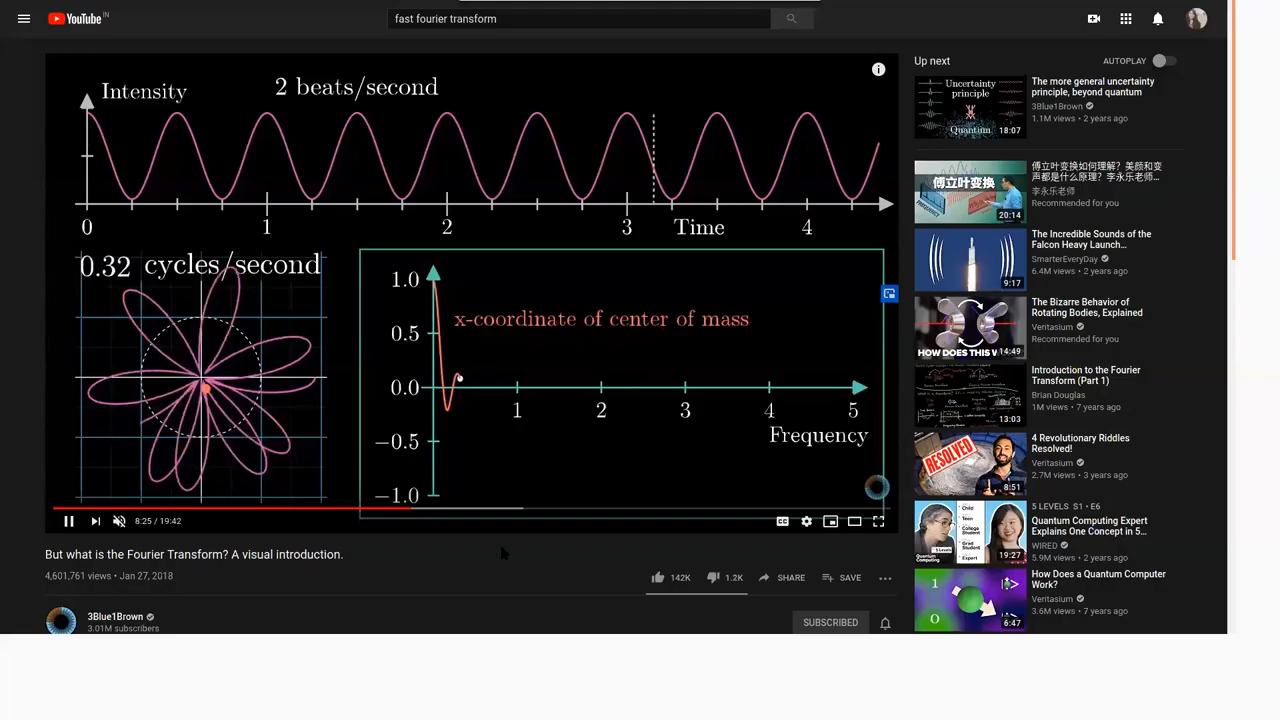 YouTube IN
fast fourier transform
Intensity
2 beats/second
0 1 2 3 Time 4
0.32 cycles/second
1.0
x-coordinate of center of mass
0.5
0.0
1 2 3 4 5
Frequency
−0.5
−1.0
8:25 / 19:42
But what is the Fourier Transform? A visual introduction.
4,601,761 views • Jan 27, 2018
142K 1.2K SHARE SAVE
3Blue1Brown
3.01M subscribers
SUBSCRIBED
Up next
AUTOPLAY
Uncertainty
principle
Quantum
18:07
The more general uncertainty
principle, beyond quantum
3Blue1Brown
1.1M views • 2 years ago
傅立叶变换
20:14
傅立叶变换如何理解？美颜和变
声都是什么原理？李永乐老师...
李永乐老师
Recommended for you
9:17
The Incredible Sounds of the
Falcon Heavy Launch...
SmarterEveryDay
6.4M views • 2 years ago
HOW DOES THIS W
14:49
The Bizarre Behavior of
Rotating Bodies, Explained
Veritasium
Recommended for you
13:03
Introduction to the Fourier
Transform (Part 1)
Brian Douglas
1M views • 7 years ago
RESOLVED
8:51
4 Revolutionary Riddles
Resolved!
Veritasium
2.7M views • 3 years ago
Child
Teen
College
Student
Grad
Student
Expert
19:27
5 LEVELS S1 • E6
Quantum Computing Expert
Explains One Concept in 5...
WIRED
5.9M views • 2 years ago
1
0
6:47
How Does a Quantum Computer
Work?
Veritasium
3.6M views • 7 years ago